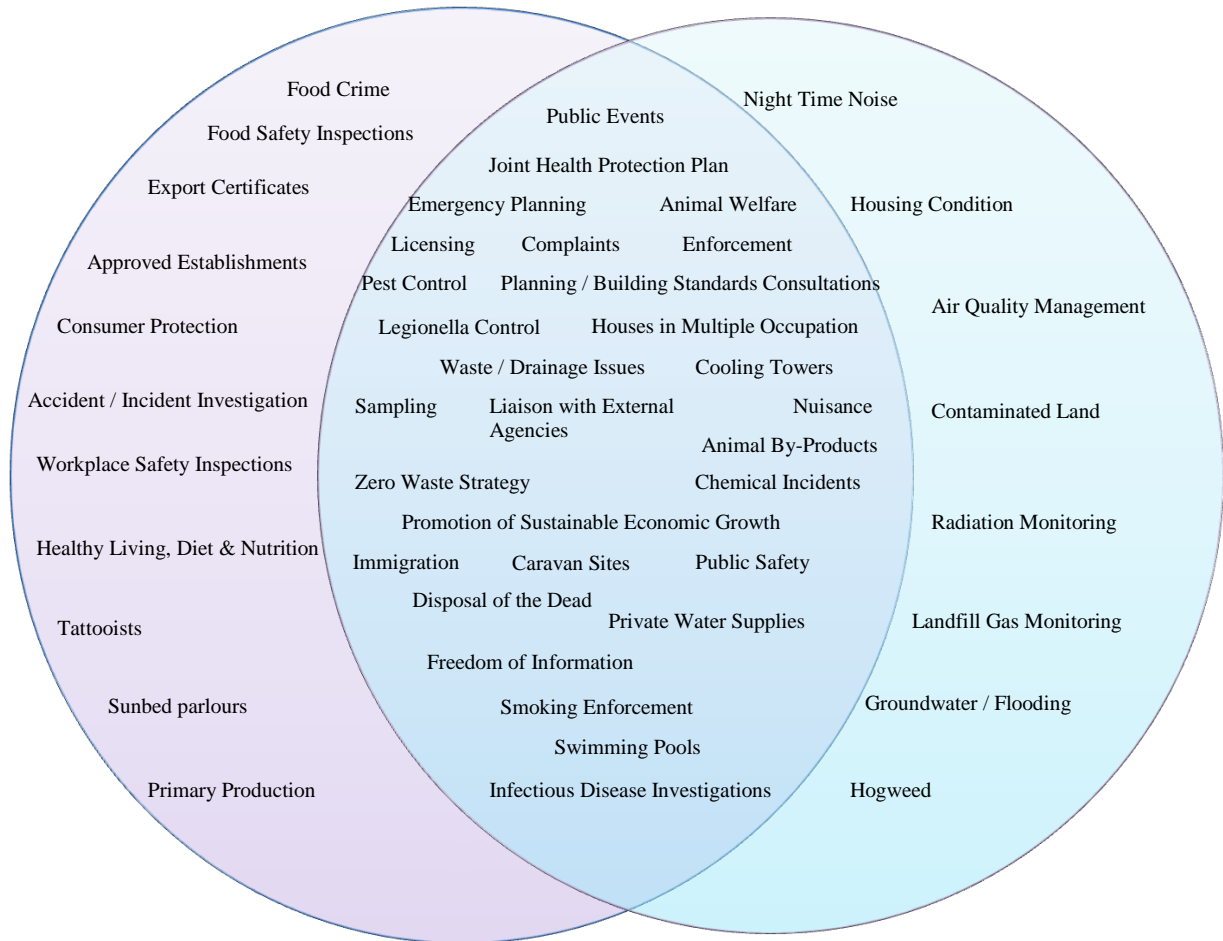 Food Crime
Food Safety Inspections
Export Certificates
Approved Establishments
Consumer Protection
Accident / Incident Investigation
Workplace Safety Inspections
Healthy Living, Diet & Nutrition
Tattooists
Sunbed parlours
Primary Production
Public Events
Joint Health Protection Plan
Emergency Planning
Animal Welfare
Licensing
Complaints
Enforcement
Pest Control
Planning / Building Standards Consultations
Legionella Control
Houses in Multiple Occupation
Waste / Drainage Issues
Cooling Towers
Sampling
Liaison with External
Agencies
Nuisance
Animal By-Products
Zero Waste Strategy
Chemical Incidents
Promotion of Sustainable Economic Growth
Immigration
Caravan Sites
Public Safety
Disposal of the Dead
Private Water Supplies
Freedom of Information
Smoking Enforcement
Swimming Pools
Infectious Disease Investigations
Night Time Noise
Housing Condition
Air Quality Management
Contaminated Land
Radiation Monitoring
Landfill Gas Monitoring
Groundwater / Flooding
Hogweed